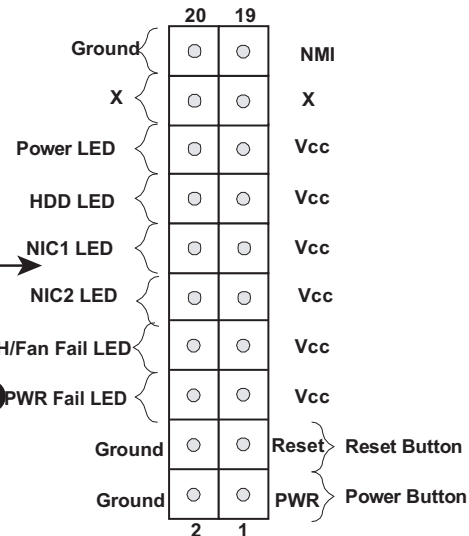 20 19
Ground NMI
X X
Power LED Vcc
HDD LED Vcc
NIC1 LED Vcc
NIC2 LED Vcc
H/Fan Fail LED Vcc
PWR Fail LED Vcc
Ground Reset Reset Button
Ground PWR Power Button
2 1